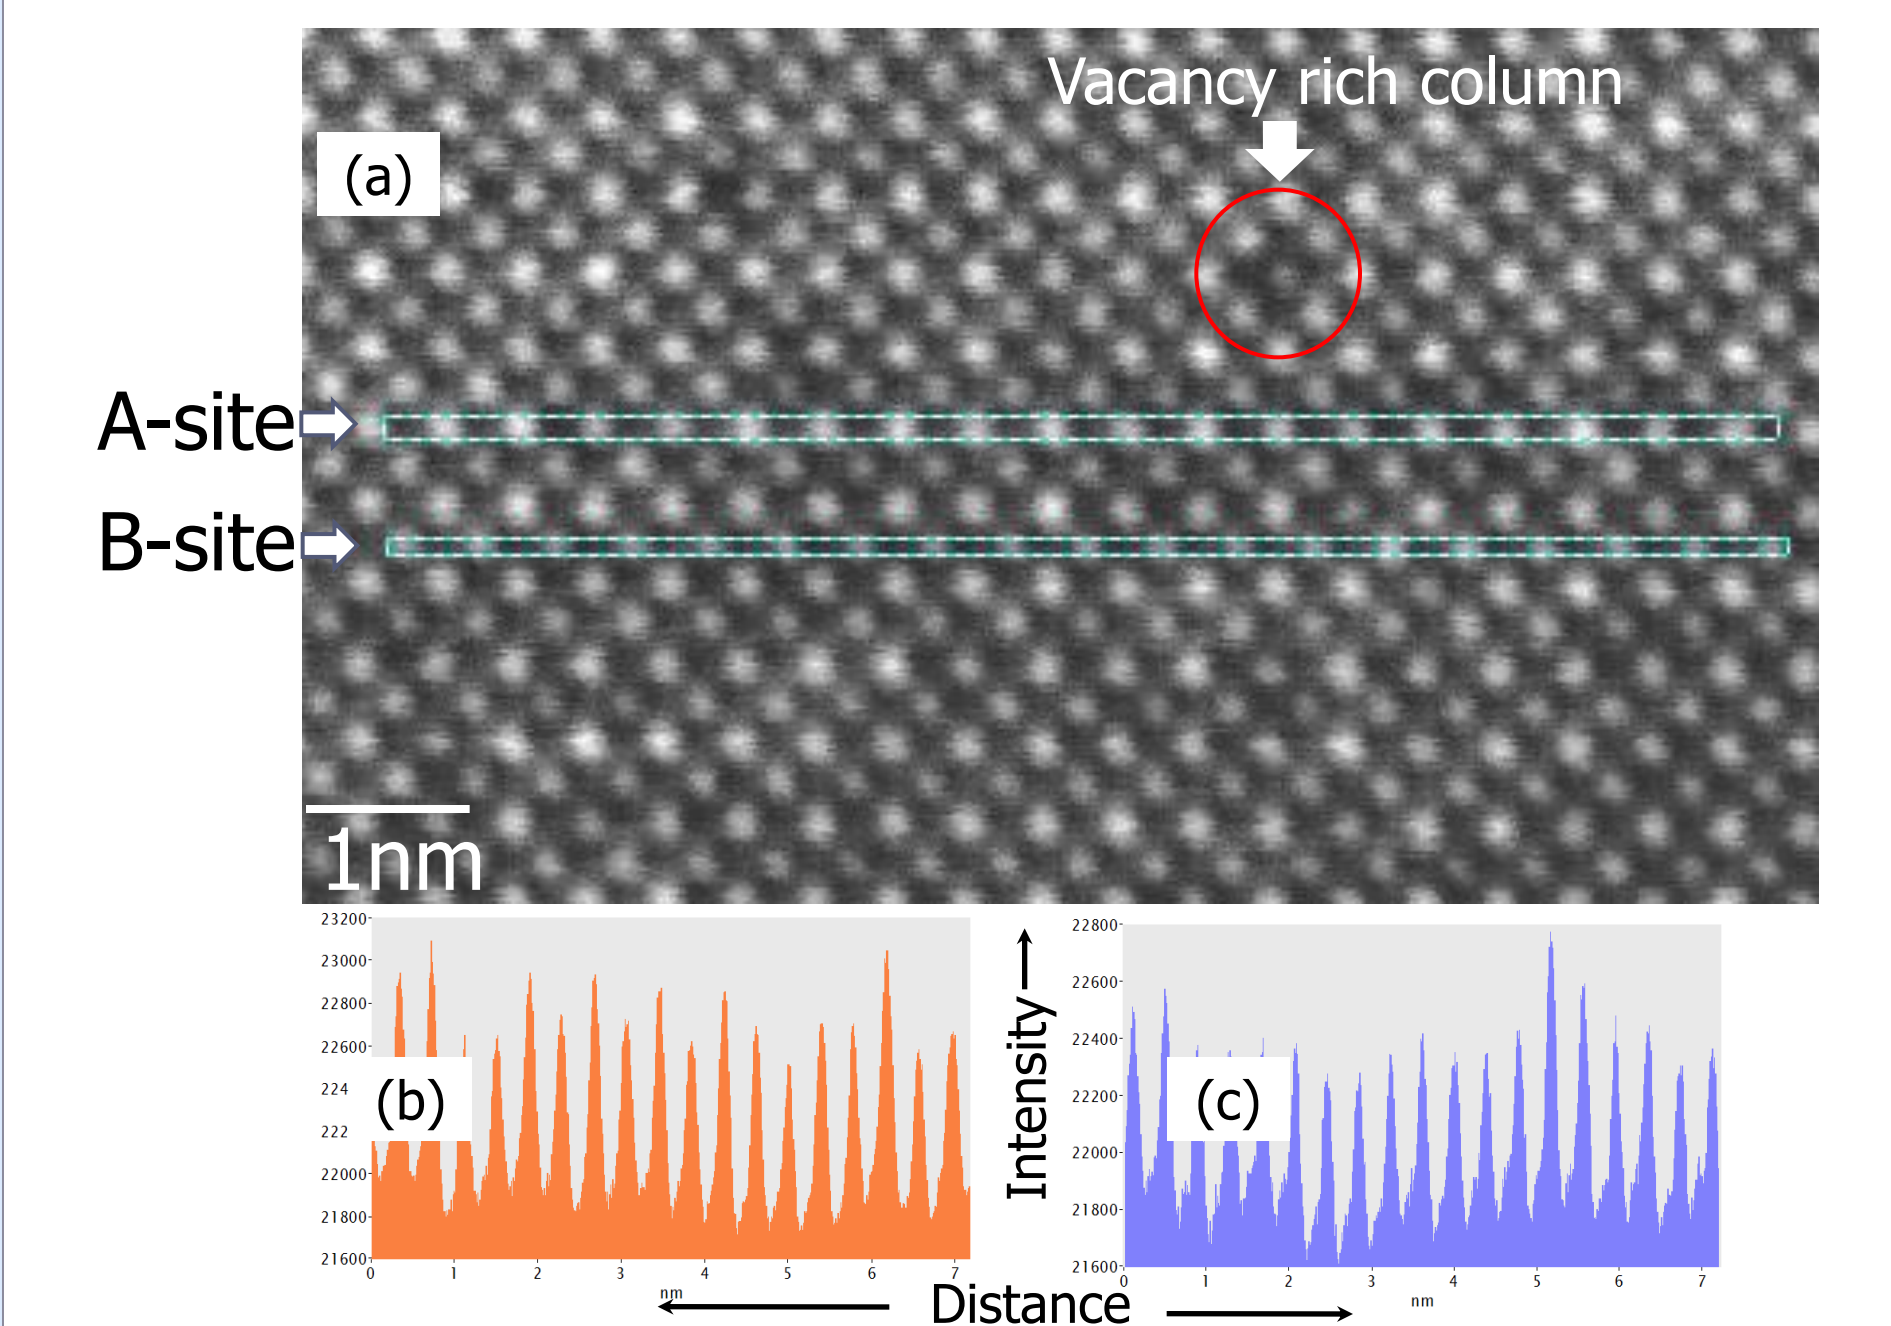 Vacancy rich column
(a)
A-site
B-site
1nm
23200
23000
22800
22600
224
222
22000
21800
21600
(b)
0 1 2 3 4 5 6 7
nm
Intensity
22800
22600
22400
22200
22000
21800
21600
(c)
0 1 2 3 4 5 6 7
nm
Distance